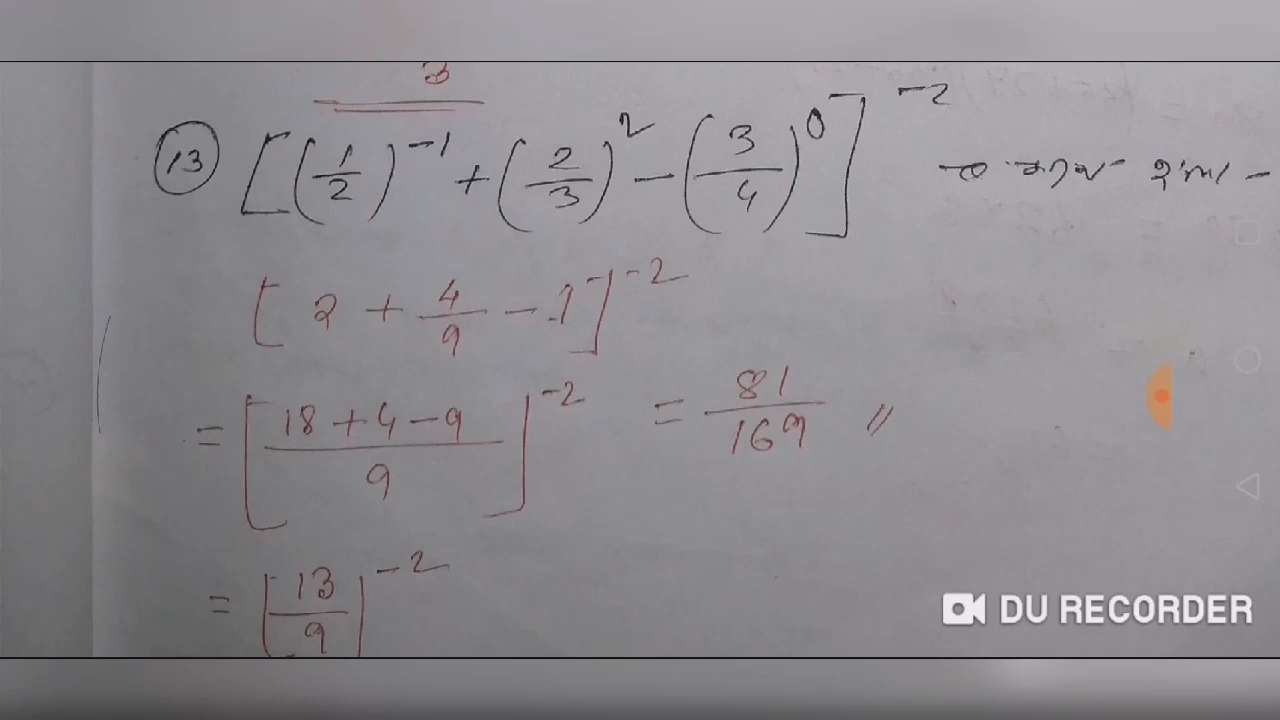 3
(13) [(1/2)^-1 + (2/3)^2 - (3/4)^0]^-2
[2 + 4/9 - 1]^-2
= [(18 + 4 - 9)/9]^-2 = 81/169 //
= [13/9]^-2
DU RECORDER